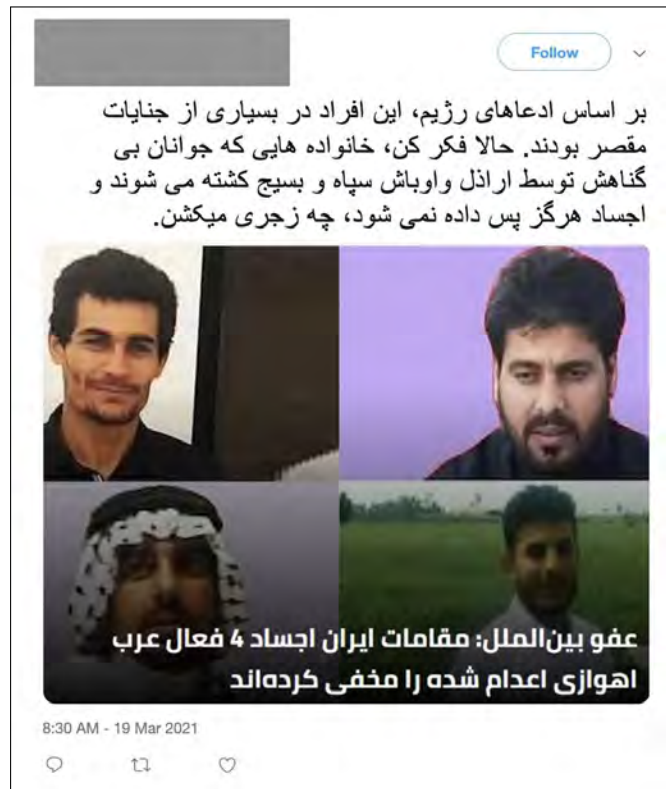 Follow
بر اساس ادعاهای رژیم، این افراد در بسیاری از جنایات
مقصر بودند. حالا فکر کن، خانواده هایی که جوانان بی
گناهش توسط اراذل واوباش سپاه و بسیج کشته می شوند و
اجساد هرگز پس داده نمی شود، چه زجری میکشن.
عفو بین‌الملل: مقامات ایران اجساد 4 فعال عرب
اهوازی اعدام شده را مخفی کرده‌اند
8:30 AM - 19 Mar 2021